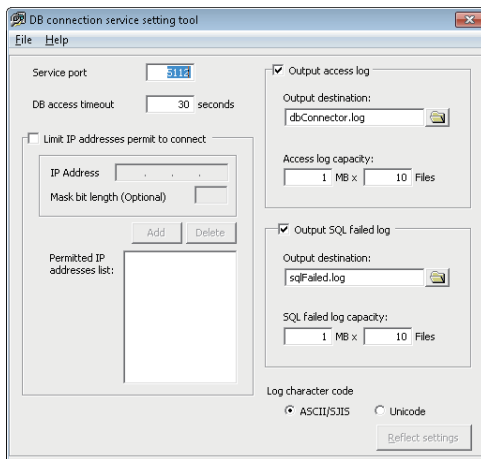 DB connection service setting tool
File Help
Service port 5112
DB access timeout 30 seconds
Limit IP addresses permit to connect
IP Address . . .
Mask bit length (Optional)
Add Delete
Permitted IP
addresses list:
Output access log
Output destination:
dbConnector.log
Access log capacity:
1 MB x 10 Files
Output SQL failed log
Output destination:
sqlFailed.log
SQL failed log capacity:
1 MB x 10 Files
Log character code
ASCII/SJIS Unicode
Reflect settings